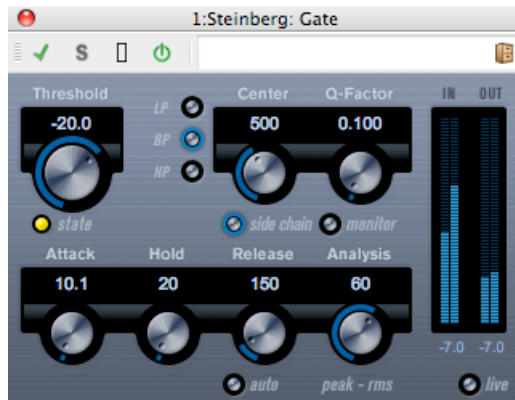 1:Steinberg: Gate
S
Threshold
-20.0
LP
BP
HP
Center
500
Q-Factor
0.100
IN OUT
state
side chain
monitor
Attack
10.1
Hold
20
Release
150
Analysis
60
-7.0 -7.0
auto
peak - rms
live